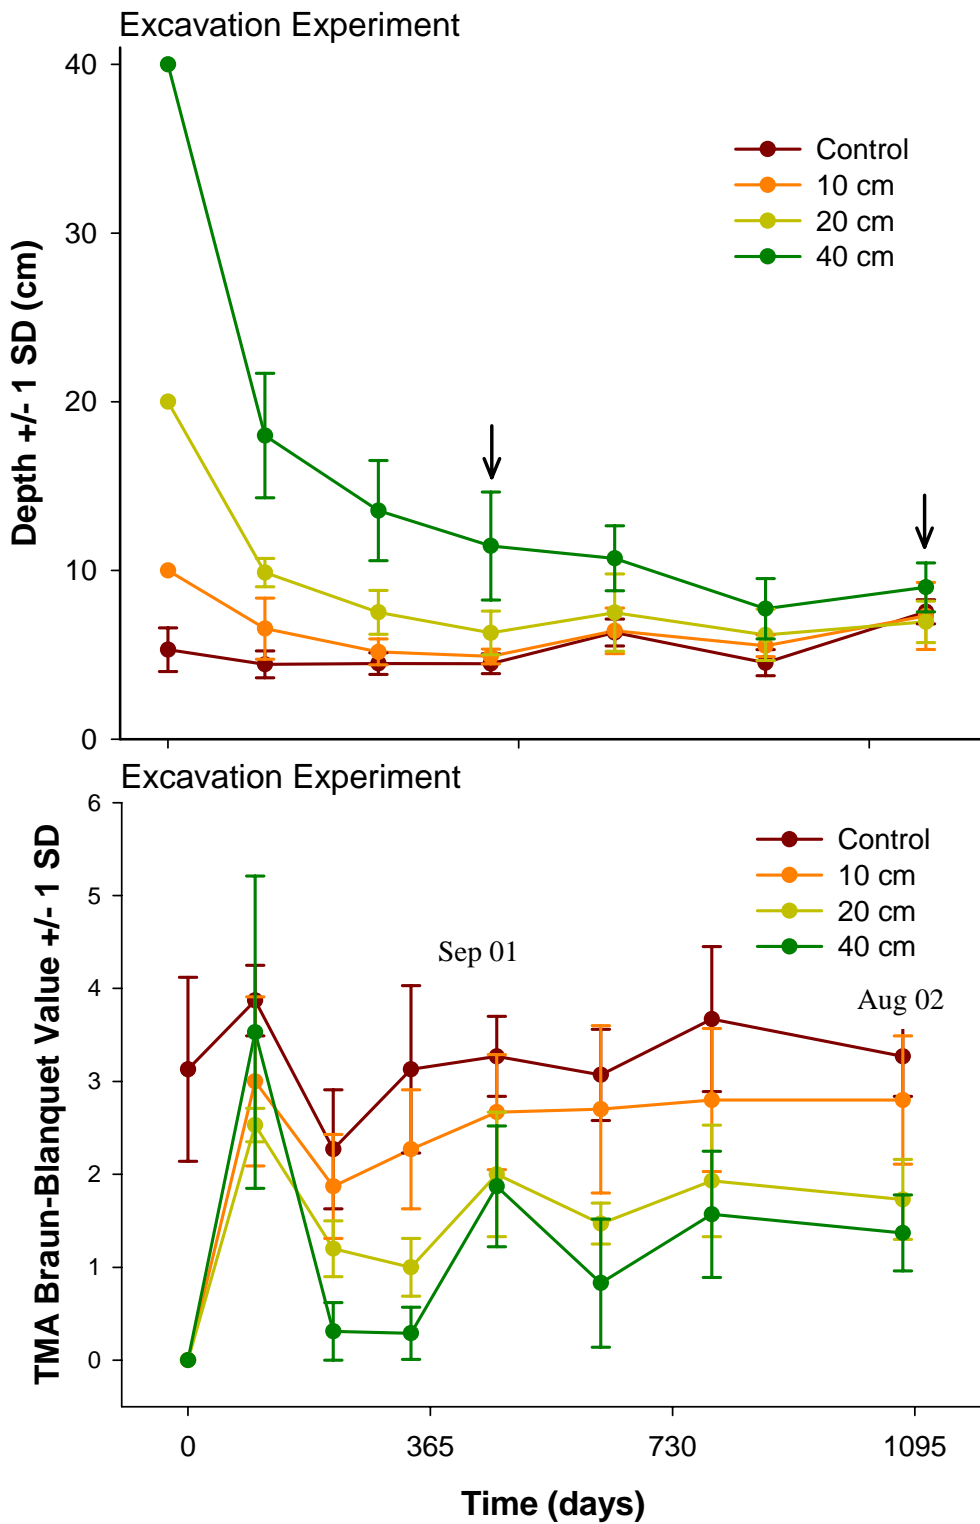 Excavation Experiment
40
30
20
10
0
Depth +/- 1 SD (cm)
Control
10 cm
20 cm
40 cm
Excavation Experiment
6
5
4
3
2
1
0
TMA Braun-Blanquet Value +/- 1 SD
Control
10 cm
20 cm
40 cm
Sep 01
Aug 02
0 365 730 1095
Time (days)